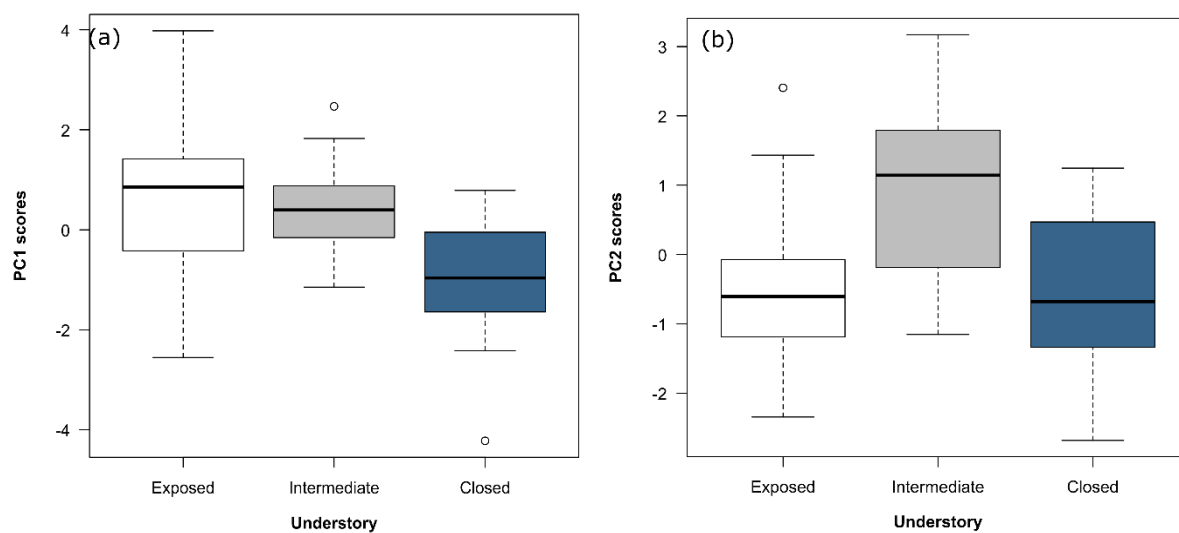 (a)
4
2
0
-2
-4
PC1 scores
Exposed Intermediate Closed
Understory
(b)
3
2
1
0
-1
-2
PC2 scores
Exposed Intermediate Closed
Understory